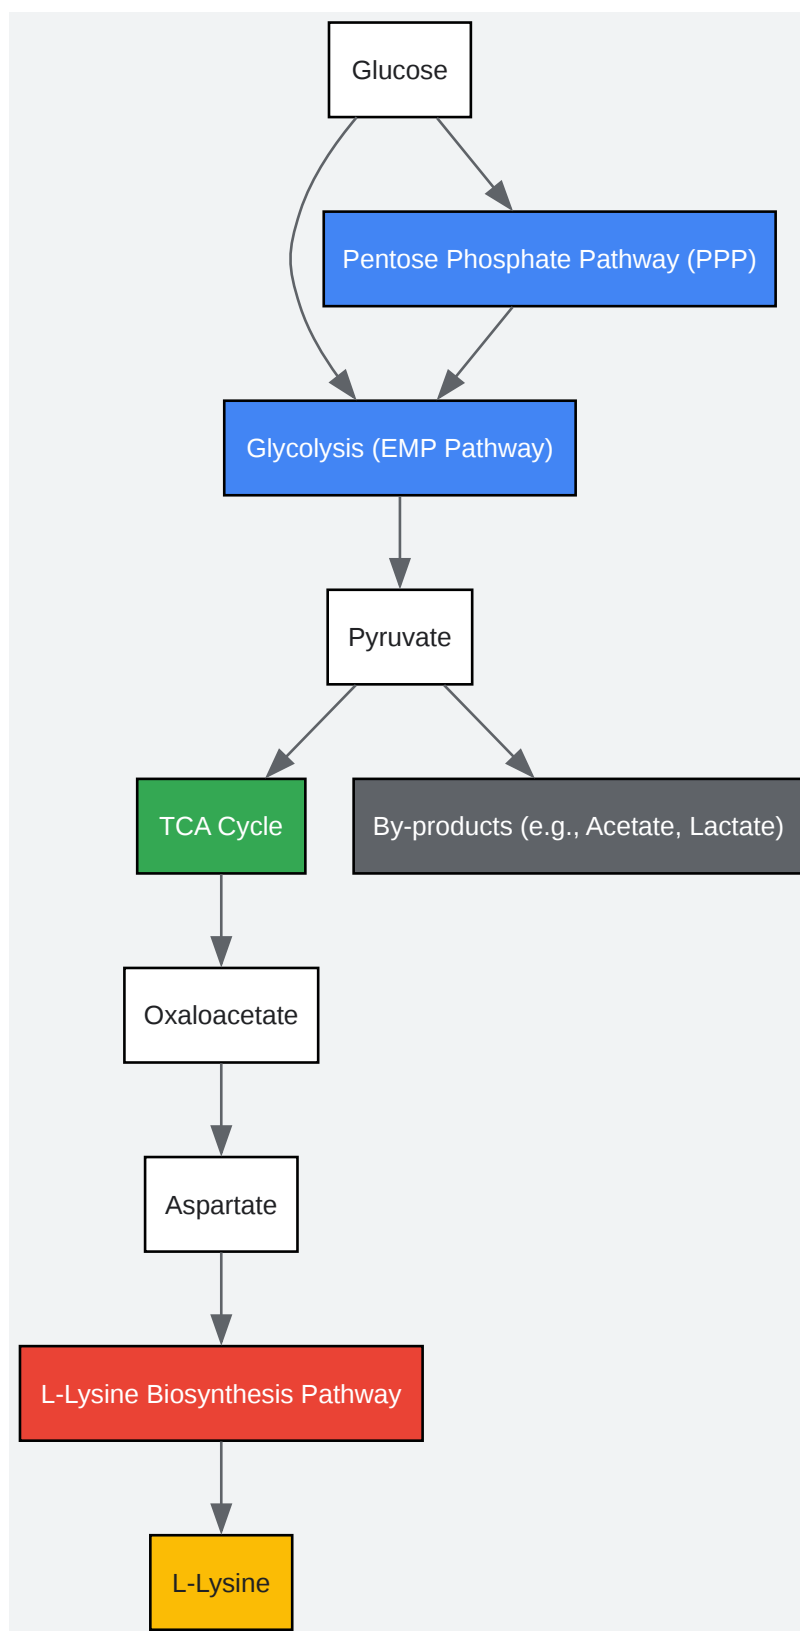 Glucose
Pentose Phosphate Pathway (PPP)
Glycolysis (EMP Pathway)
Pyruvate
TCA Cycle
By-products (e.g., Acetate, Lactate)
Oxaloacetate
Aspartate
L-Lysine Biosynthesis Pathway
L-Lysine